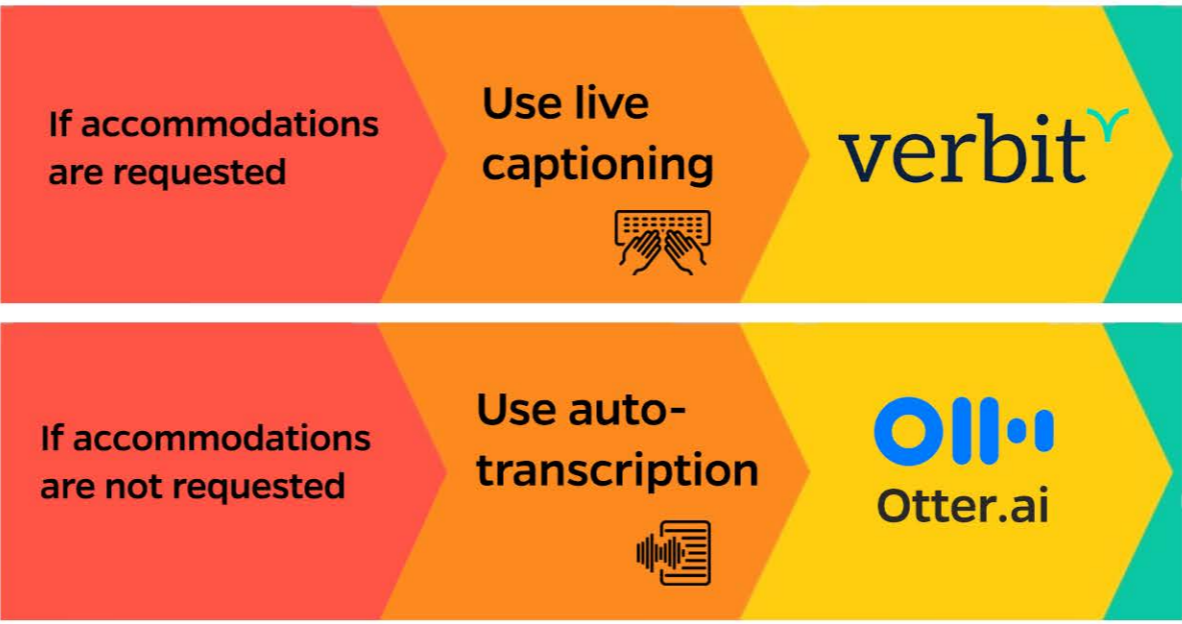 If accommodations
are requested
Use live
captioning
verbit
If accommodations
are not requested
Use auto-
transcription
Otter.ai